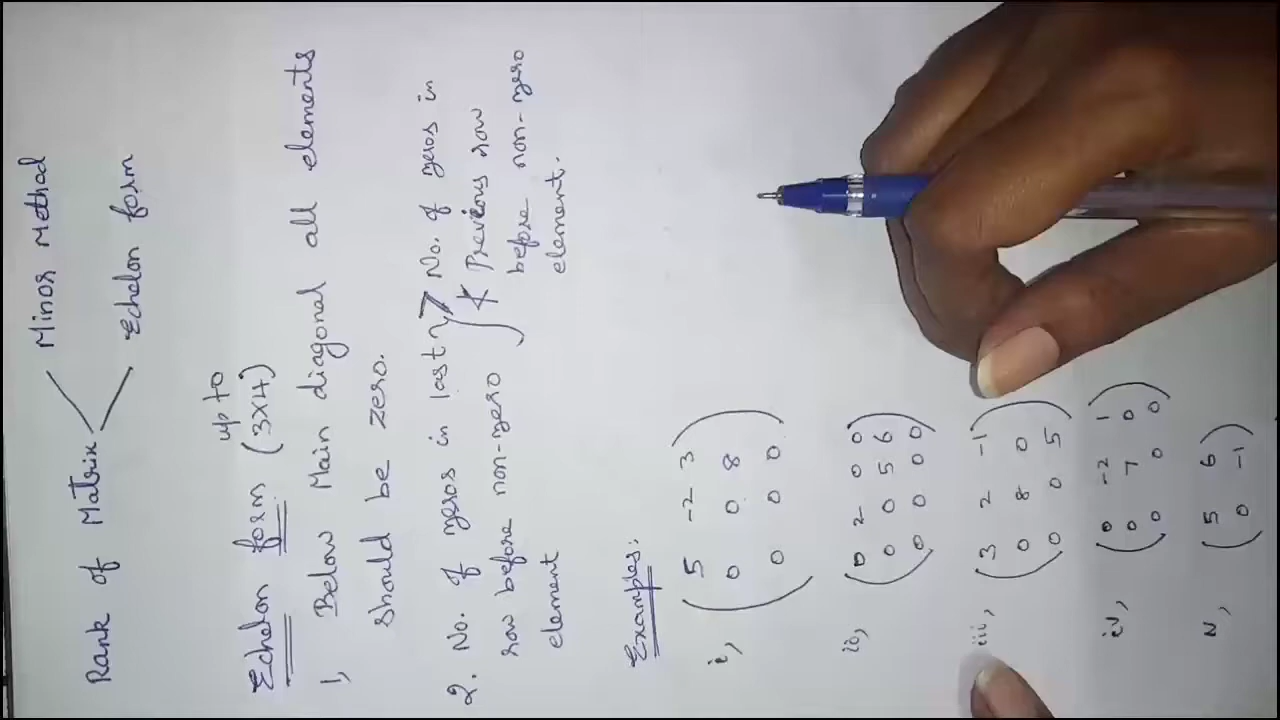 Rank of Matrix
Minor Method
Echelon form
Echelon form up to (3x4)
1, Below Main diagonal all elements
should be zero.
2. No. of zeros in last
row before non-zero
element
> No. of zeros in
Previous row
before non-zero
element.
Examples:
i, ( 5 -2 3
0 0 8
0 0 0 )
ii, ( 0 2 0 0
0 0 5 6
0 0 0 0 )
iii, ( 3 2 -1
0 8 0
0 0 5 )
iv, ( 0 -2 1
0 7 0
0 0 0 )
v, ( 5 6
0 -1 )